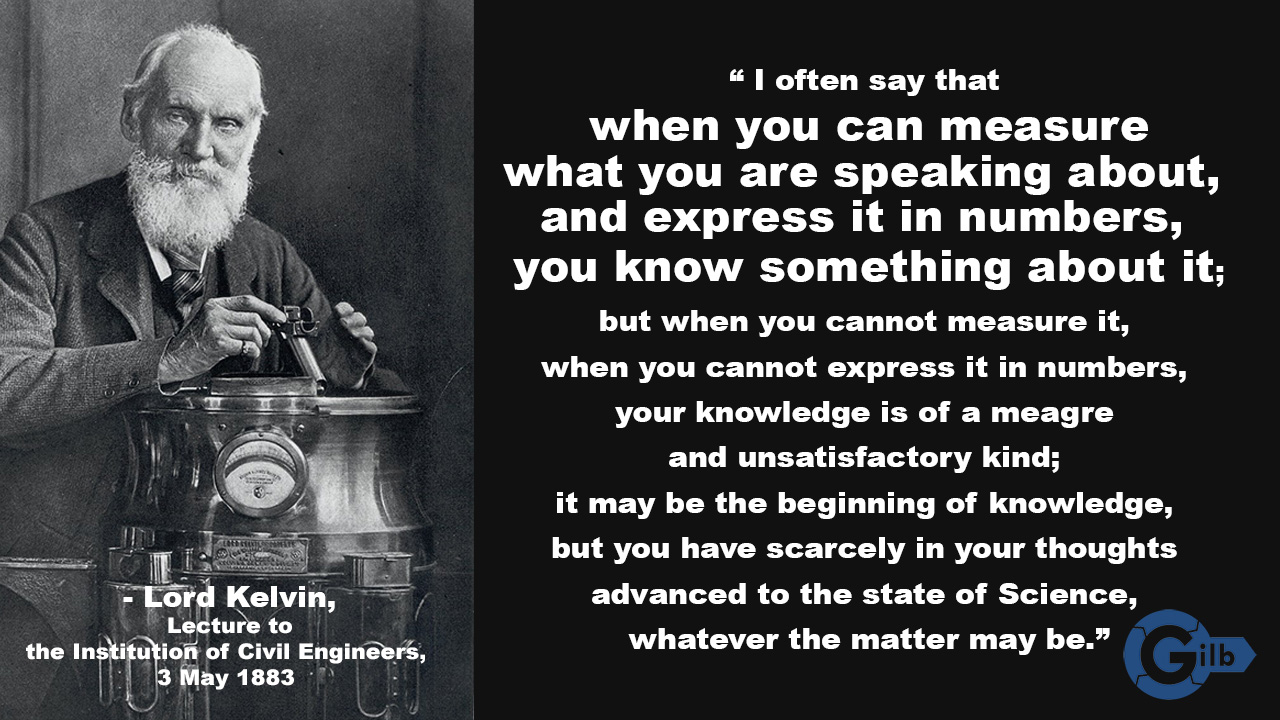 “ I often say that
when you can measure
what you are speaking about,
and express it in numbers,
you know something about it;
but when you cannot measure it,
when you cannot express it in numbers,
your knowledge is of a meagre
and unsatisfactory kind;
it may be the beginning of knowledge,
but you have scarcely in your thoughts
advanced to the state of Science,
whatever the matter may be.”
- Lord Kelvin,
Lecture to
the Institution of Civil Engineers,
3 May 1883
Gilb